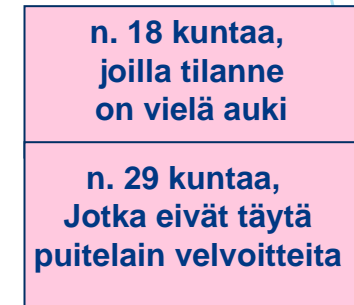 n. 18 kuntaa,
joilla tilanne
on vielä auki
n. 29 kuntaa,
Jotka eivät täytä
puitelain velvoitteita